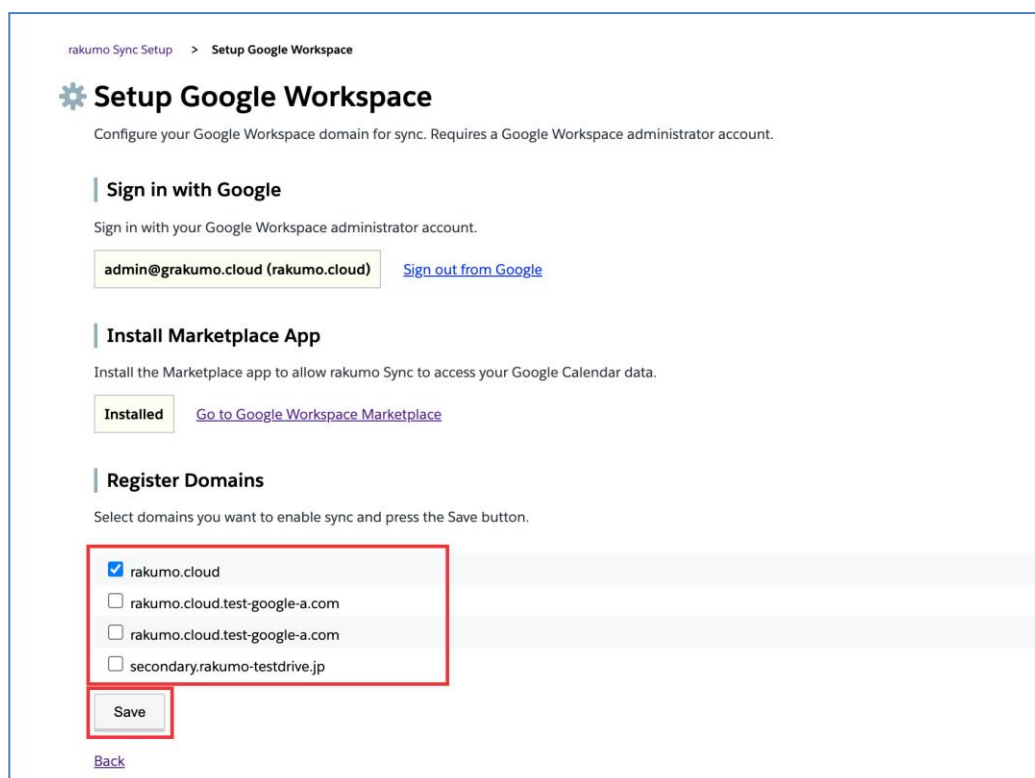 rakumo Sync Setup > Setup Google Workspace
Setup Google Workspace
Configure your Google Workspace domain for sync. Requires a Google Workspace administrator account.
Sign in with Google
Sign in with your Google Workspace administrator account.
admin@grakumo.cloud (rakumo.cloud) Sign out from Google
Install Marketplace App
Install the Marketplace app to allow rakumo Sync to access your Google Calendar data.
Installed Go to Google Workspace Marketplace
Register Domains
Select domains you want to enable sync and press the Save button.
rakumo.cloud
rakumo.cloud.test-google-a.com
rakumo.cloud.test-google-a.com
secondary.rakumo-testdrive.jp
Save
Back